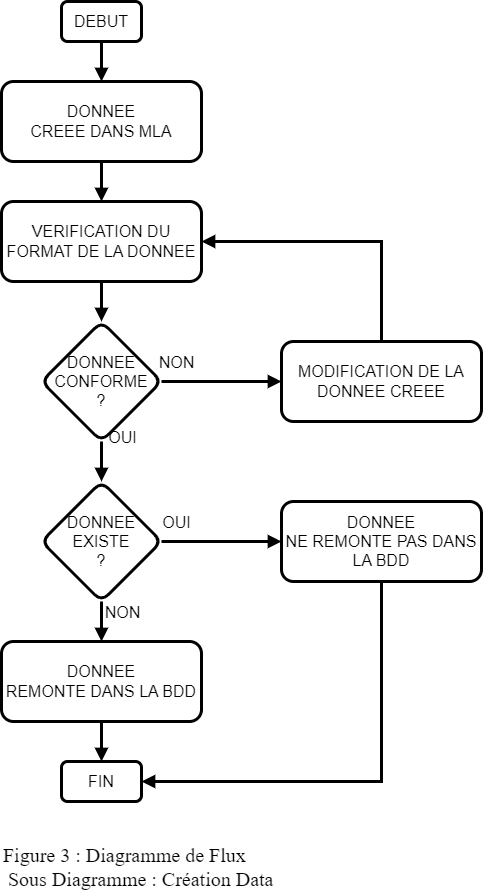 DEBUT
DONNEE
CREEE DANS MLA
VERIFICATION DU
FORMAT DE LA DONNEE
DONNEE
CONFORME
?
NON
MODIFICATION DE LA
DONNEE CREEE
OUI
DONNEE
EXISTE
?
OUI
DONNEE
NE REMONTE PAS DANS
LA BDD
NON
DONNEE
REMONTE DANS LA BDD
FIN
Figure 3 : Diagramme de Flux
Sous Diagramme : Création Data